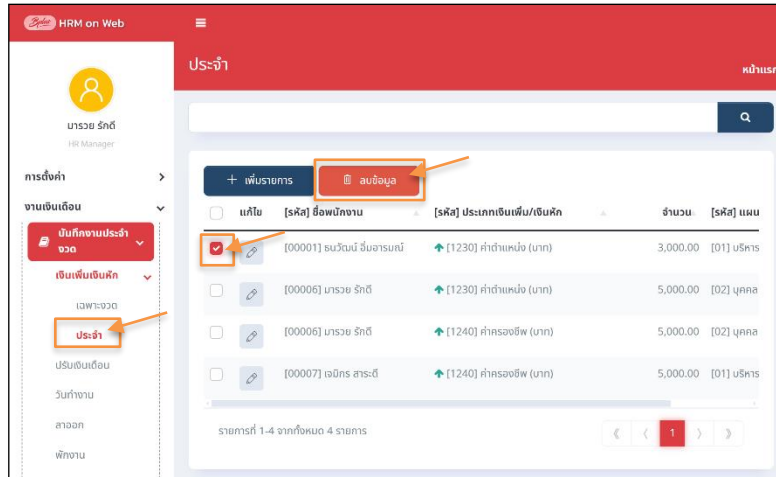 Bplus HRM on Web
ประจำ
หน้าแรก
มารวย รักดี
HR Manager
การตั้งค่า
งานเงินเดือน
บันทึกงานประจำ
งวด
เงินเพิ่มเงินหัก
เฉพาะงวด
ประจำ
ปรับเงินเดือน
วันทำงาน
ลาออก
พักงาน
+ เพิ่มรายการ ลบข้อมูล
แก้ไข [รหัส] ชื่อพนักงาน [รหัส] ประเภทเงินเพิ่ม/เงินหัก จำนวน [รหัส] แผน
[00001] ธนวัฒน์ อิ่มอารมณ์ [1230] ค่าตำแหน่ง (บาท) 3,000.00 [01] บริหาร
[00006] มารวย รักดี [1230] ค่าตำแหน่ง (บาท) 5,000.00 [02] บุคคล
[00006] มารวย รักดี [1240] ค่าครองชีพ (บาท) 5,000.00 [02] บุคคล
[00007] เจมิกร สาระดี [1240] ค่าครองชีพ (บาท) 5,000.00 [01] บริหาร
รายการที่ 1-4 จากทั้งหมด 4 รายการ
1